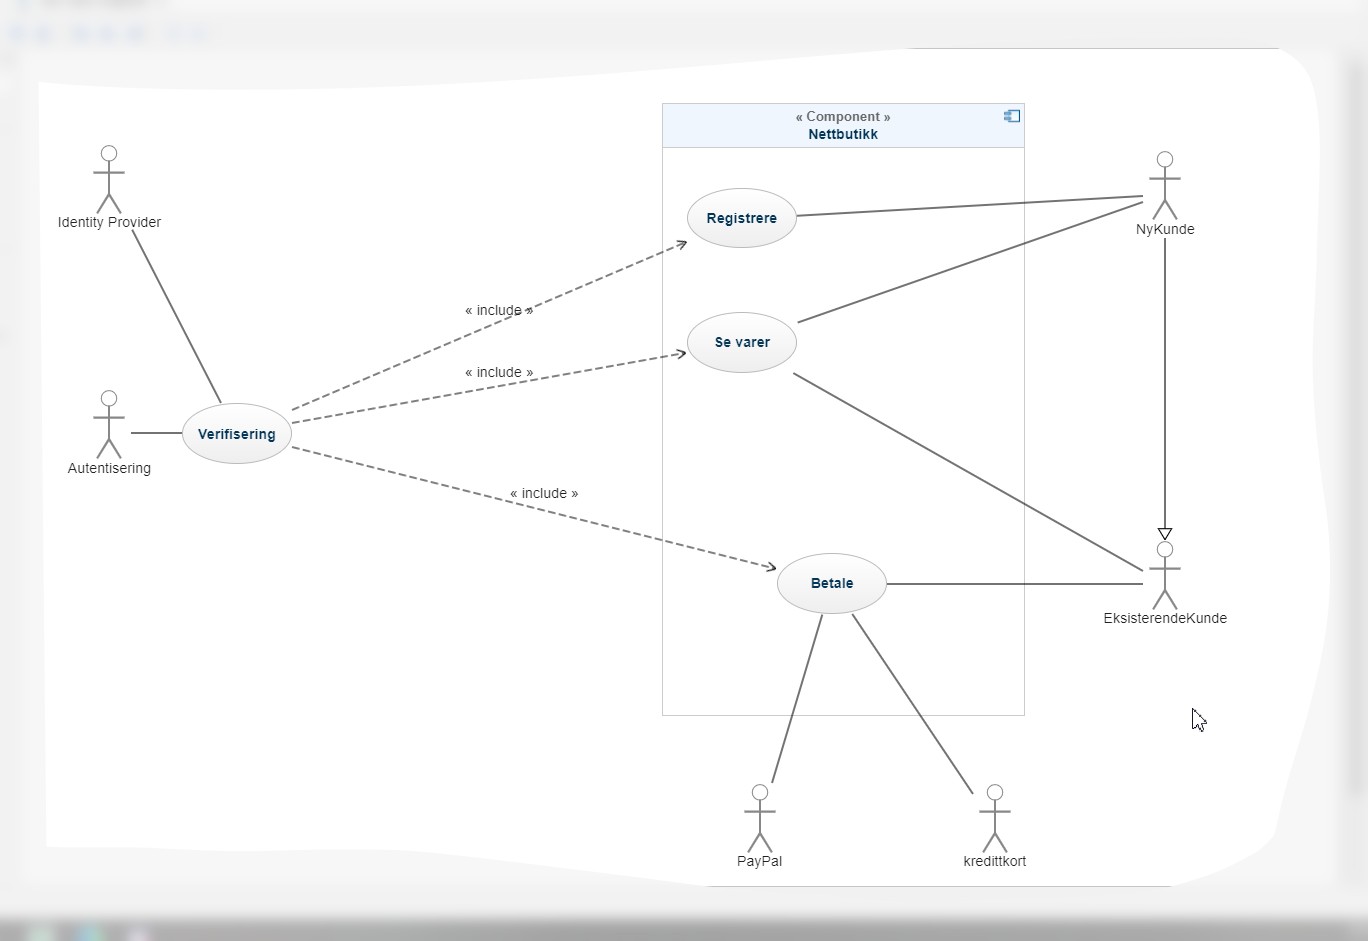 « Component »
Nettbutikk
Identity Provider
Registrere
NyKunde
« include »
Se varer
« include »
Verifisering
Autentisering
« include »
Betale
EksisterendeKunde
PayPal
kredittkort